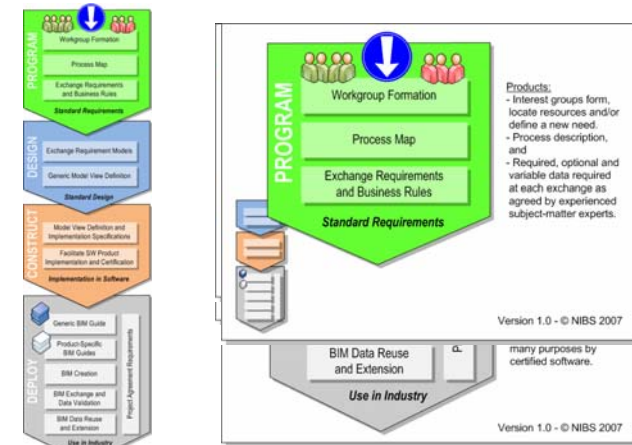 PROGRAM
Workgroup Formation
Process Map
Exchange Requirements
and Business Rules
Standard Requirements
DESIGN
Exchange Requirement Models
Generic Model View Definition
Standard Design
CONSTRUCT
Model View Definition and
Implementation Specifications
Facilitate SW Product
Implementation and Certification
Implementation in Software
DEPLOY
Generic BIM Guide
Product-Specific
BIM Guides
BIM Creation
BIM Exchange and
Data Validation
BIM Data Reuse
and Extension
Project Agreement Requirements
Use in Industry
PROGRAM
Workgroup Formation
Process Map
Exchange Requirements
and Business Rules
Standard Requirements
Products:
- Interest groups form,
locate resources and/or
define a new need.
- Process description,
and
- Required, optional and
variable data required
at each exchange as
agreed by experienced
subject-matter experts.
Version 1.0 - © NIBS 2007
BIM Data Reuse
and Extension
Use in Industry
many purposes by
certified software.
Version 1.0 - © NIBS 2007